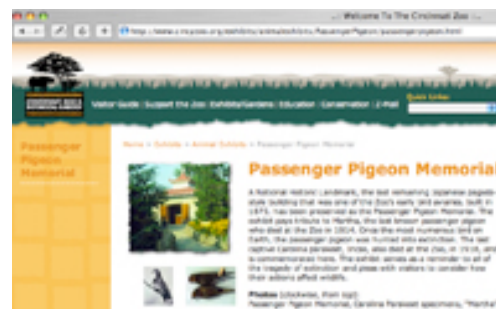 Welcome To The Cincinnati Zoo
Visitor Guide | Support the Zoo | Exhibits/Gardens | Education | Conservation | E-Mail
Quick Links:
Passenger
Pigeon
Memorial
Home > Exhibits > Animal Exhibits > Passenger Pigeon Memorial
Passenger Pigeon Memorial
A National Historic Landmark, the last remaining Japanese pagoda-
style building that was one of the Zoo's early bird aviaries, built in
1875, has been preserved as the Passenger Pigeon Memorial. The
exhibit pays tribute to Martha, the last known passenger pigeon
who died at the Zoo in 1914. Once the most numerous bird on
Earth, the passenger pigeon was hunted into extinction. The last
captive Carolina parakeet, Incas, also died at the Zoo, in 1918, and
is commemorated here. The exhibit serves as a reminder to all of
the tragedy of extinction and pleas with visitors to consider how
their actions affect wildlife.
Photos (clockwise, from top):
Passenger Pigeon Memorial, Carolina Parakeet specimens, "Martha"